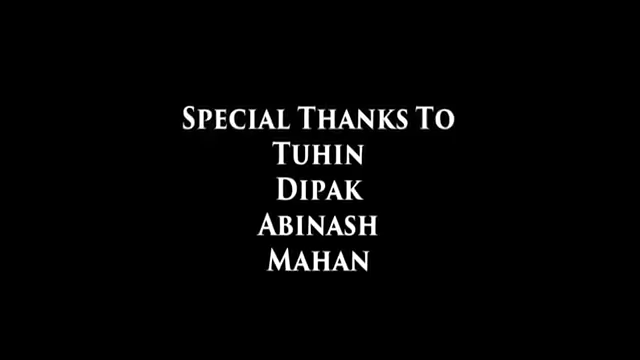 Special Thanks To
Tuhin
Dipak
Abinash
Mahan